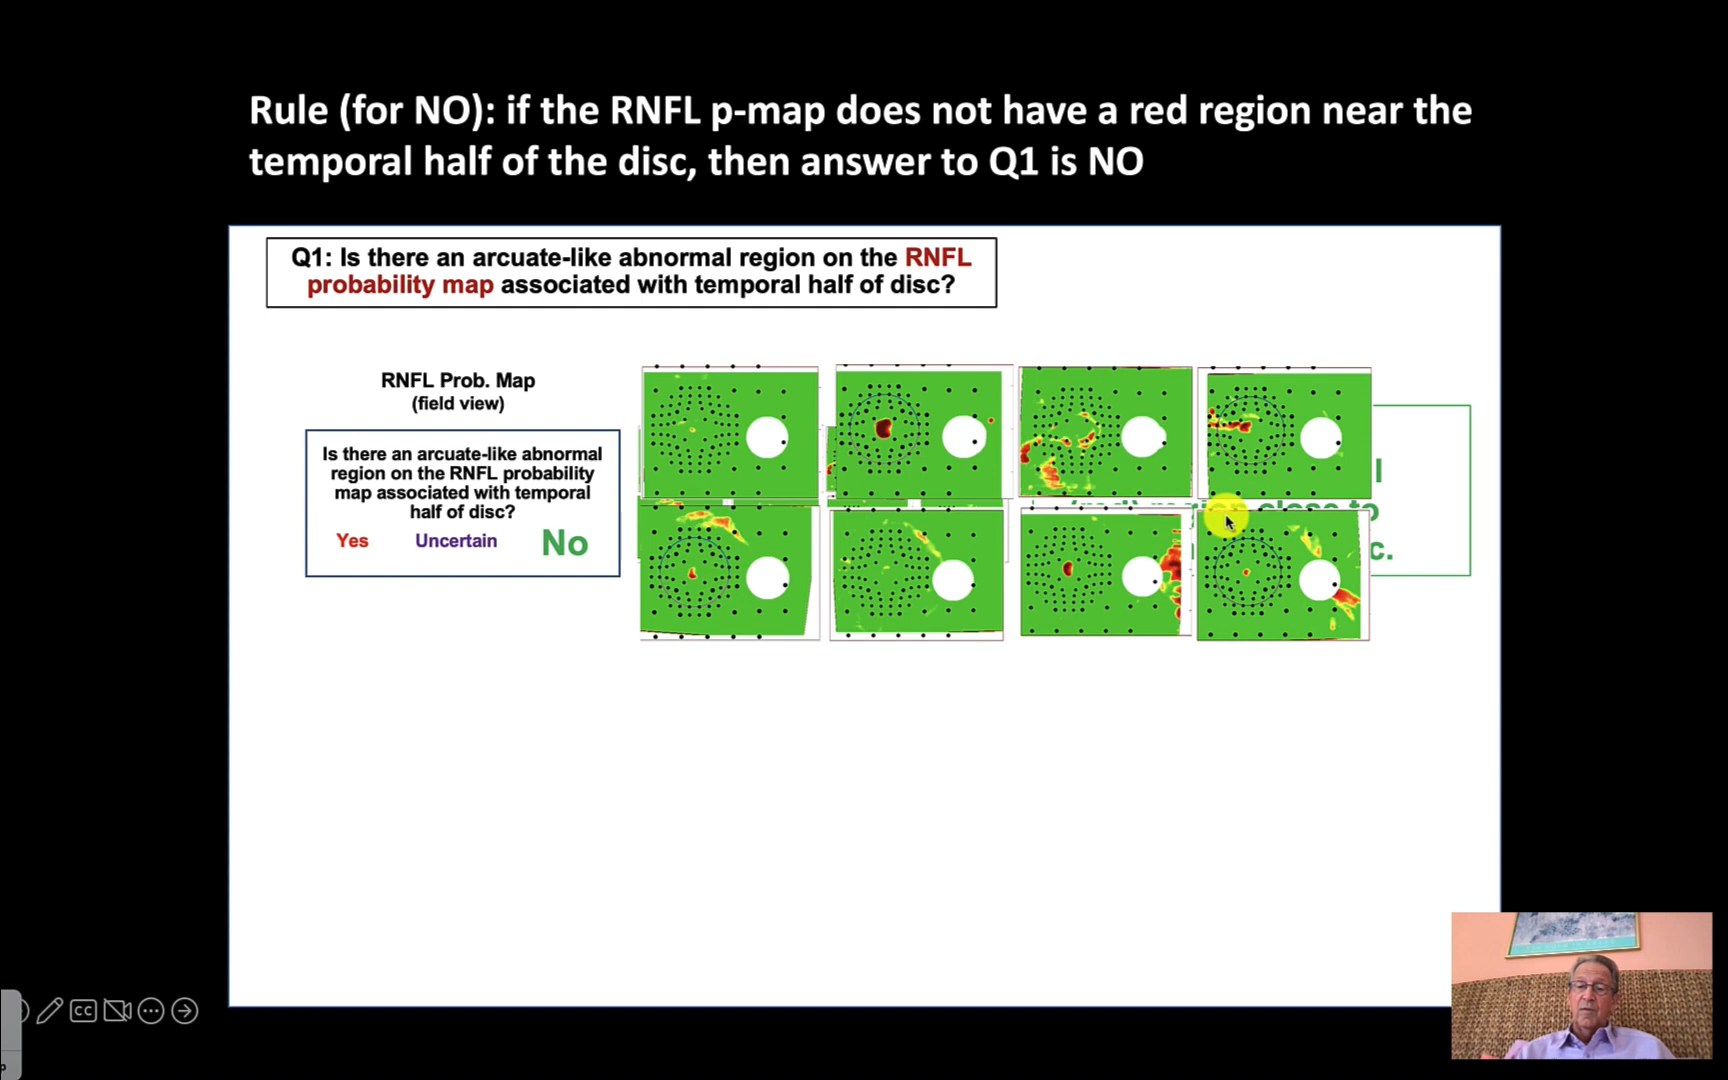 Rule (for NO): if the RNFL p-map does not have a red region near the
temporal half of the disc, then answer to Q1 is NO
Q1: Is there an arcuate-like abnormal region on the RNFL
probability map associated with temporal half of disc?
RNFL Prob. Map
(field view)
Is there an arcuate-like abnormal
region on the RNFL probability
map associated with temporal
half of disc?
Yes Uncertain No
close to
c.
CC